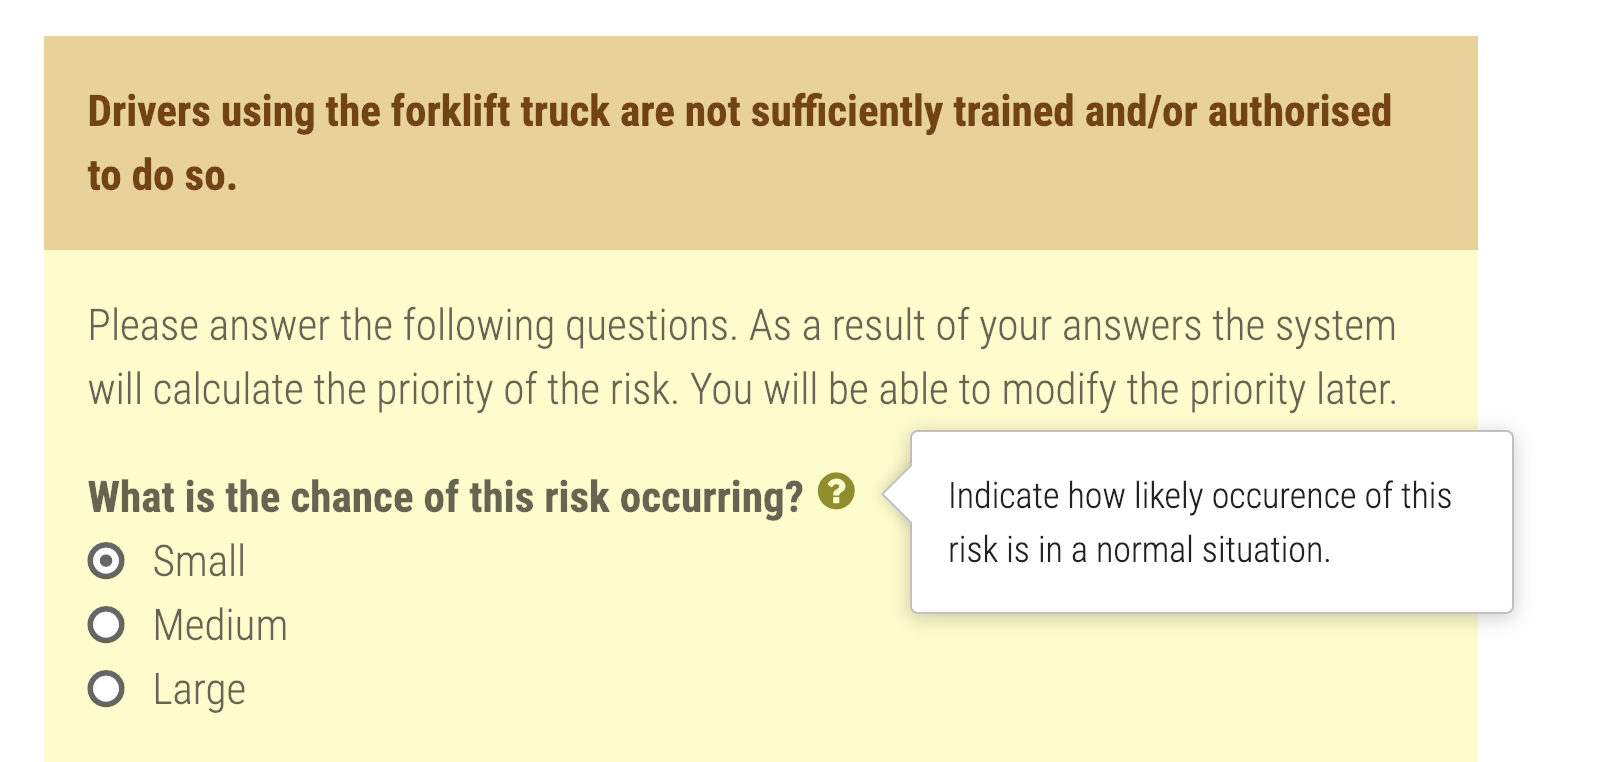 Drivers using the forklift truck are not sufficiently trained and/or authorised
to do so.
Please answer the following questions. As a result of your answers the system
will calculate the priority of the risk. You will be able to modify the priority later.
What is the chance of this risk occurring? ?
Indicate how likely occurence of this
risk is in a normal situation.
Small
Medium
Large